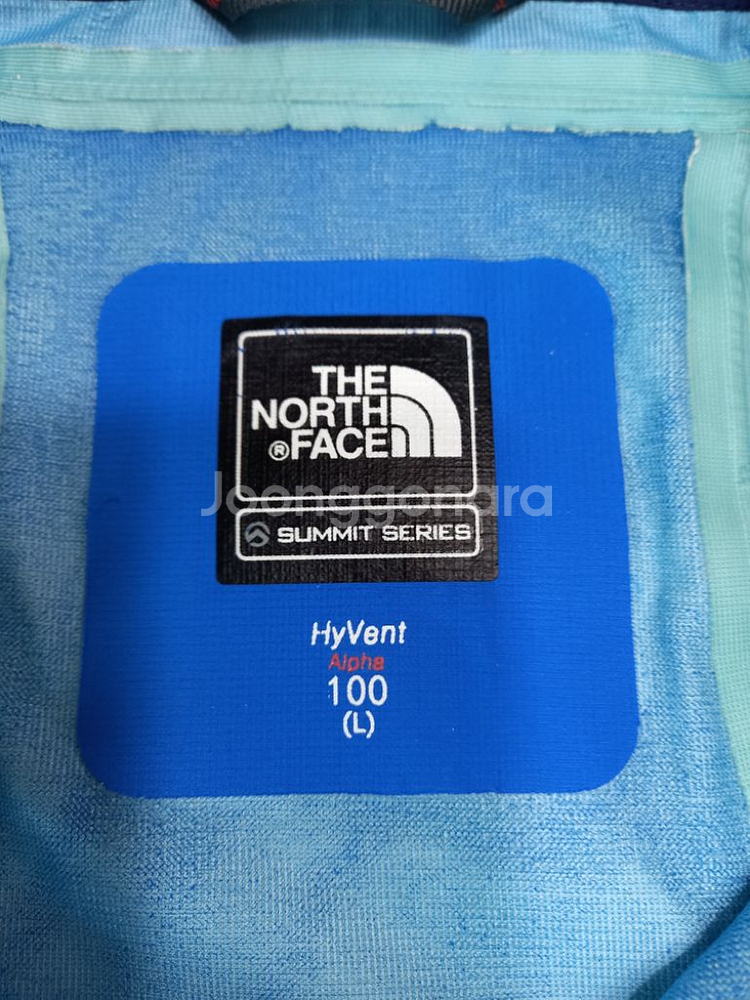 THE
NORTH
®FACE
Joonggonara
SUMMIT SERIES
HyVent
Alpha
100
(L)